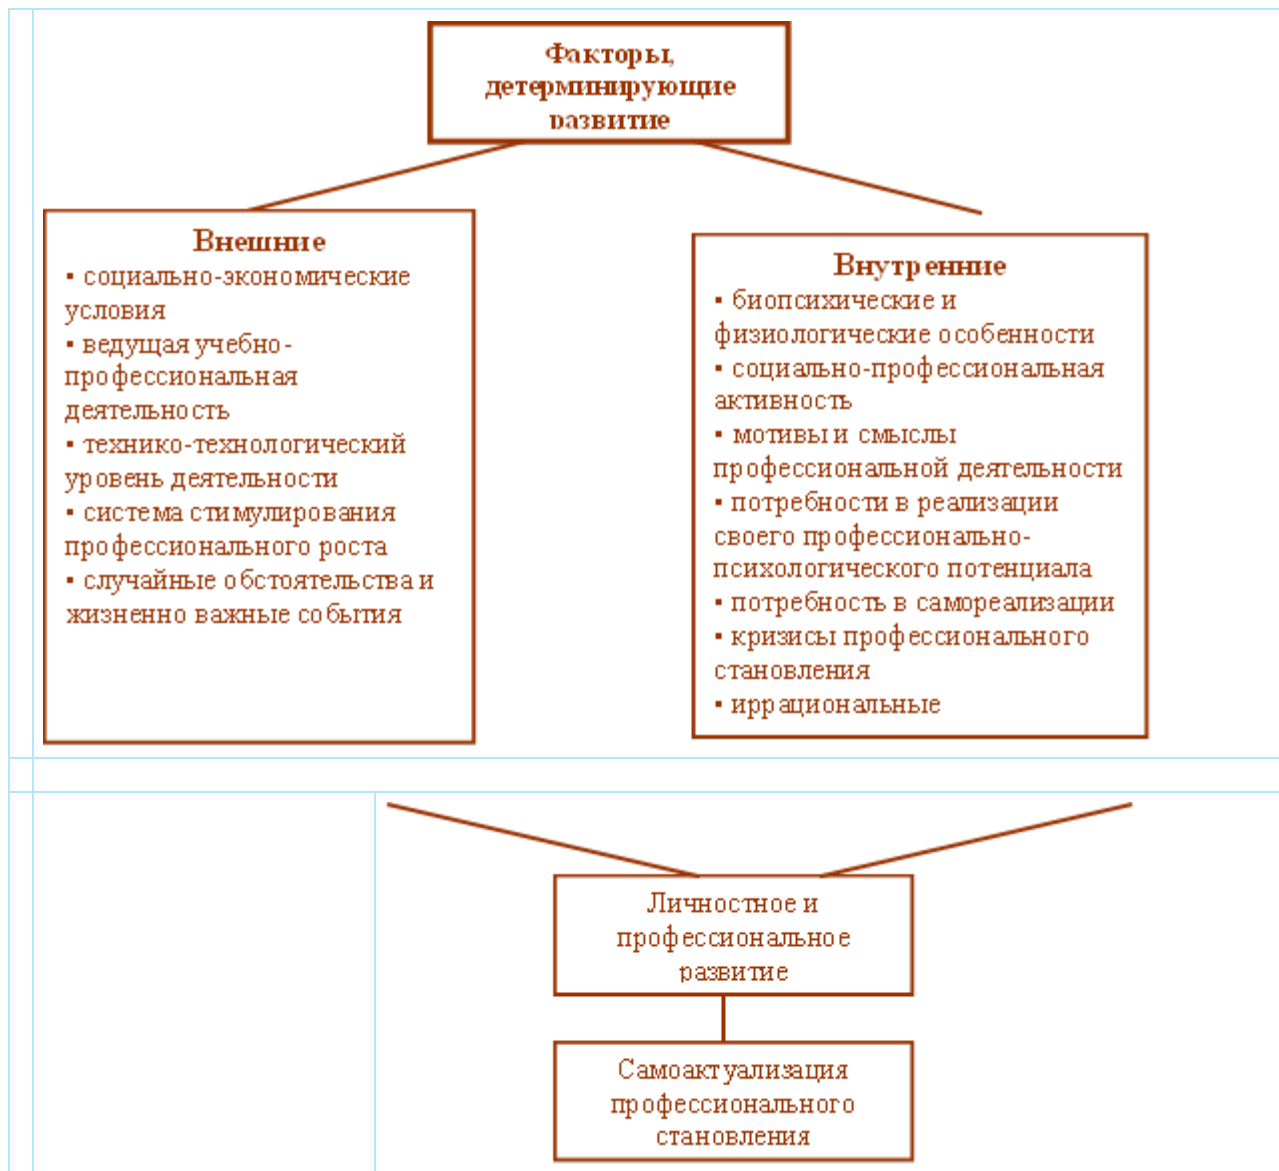 Факторы,
детерминирующие
развитие
Внешние
▪ социально-экономические
условия
▪ ведущая учебно-
профессиональная
деятельность
▪ технико-технологический
уровень деятельности
▪ система стимулирования
профессионального роста
▪ случайные обстоятельства и
жизненно важные события
Внутренние
▪ биопсихические и
физиологические особенности
▪ социально-профессиональная
активность
▪ мотивы и смыслы
профессиональной деятельности
▪ потребности в реализации
своего профессионально-
психологического потенциала
▪ потребность в самореализации
▪ кризисы профессионального
становления
▪ иррациональные
Личностное и
профессиональное
развитие
Самоактуализация
профессионального
становления